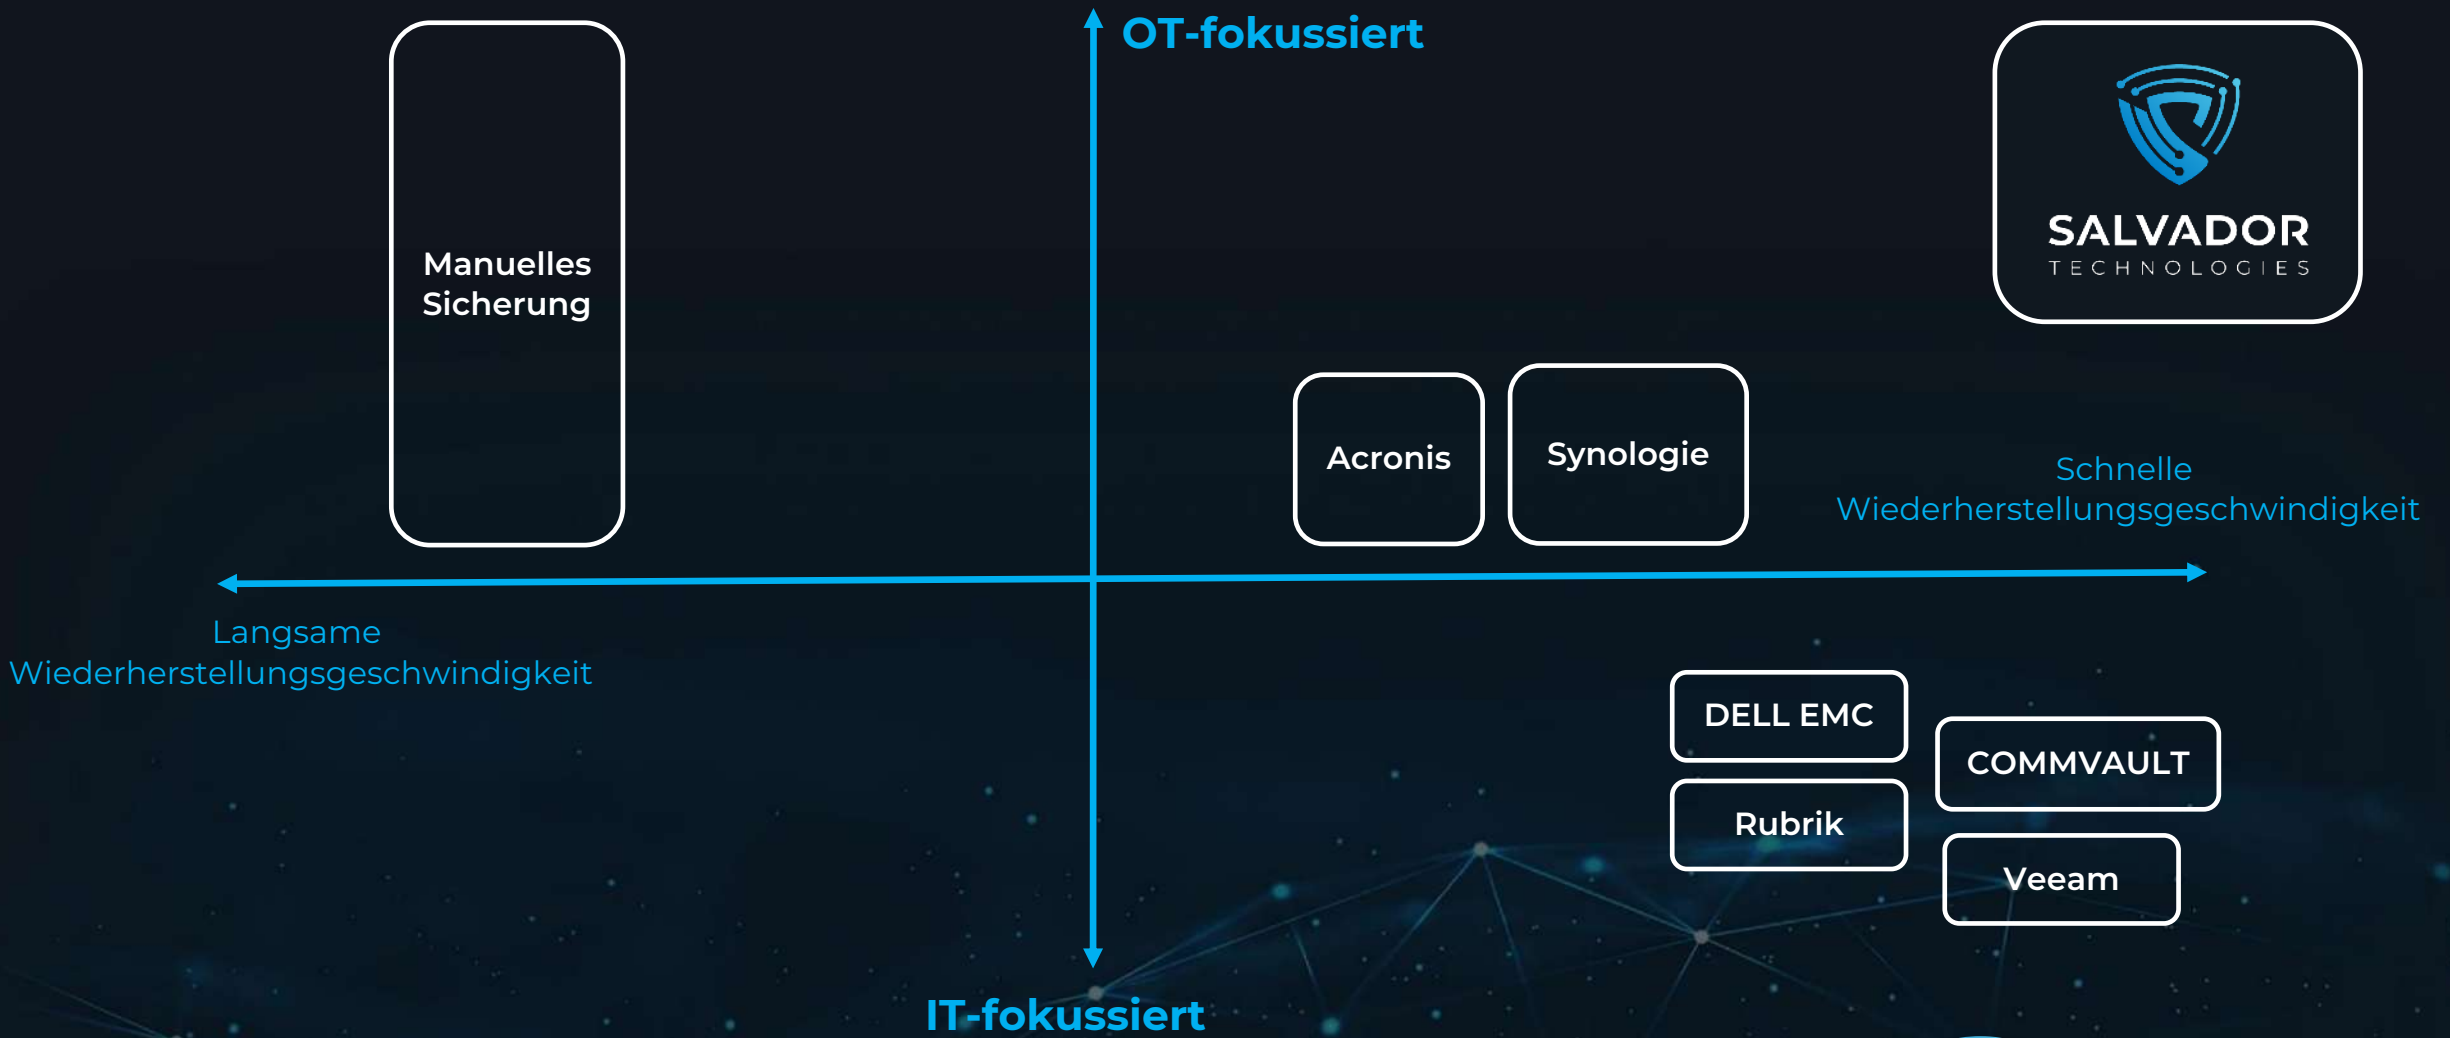 OT-fokussiert
Manuelles
Sicherung
SALVADOR
TECHNOLOGIES
Acronis
Synologie
Schnelle
Wiederherstellungsgeschwindigkeit
Langsame
Wiederherstellungsgeschwindigkeit
DELL EMC
COMMVAULT
Rubrik
Veeam
IT-fokussiert